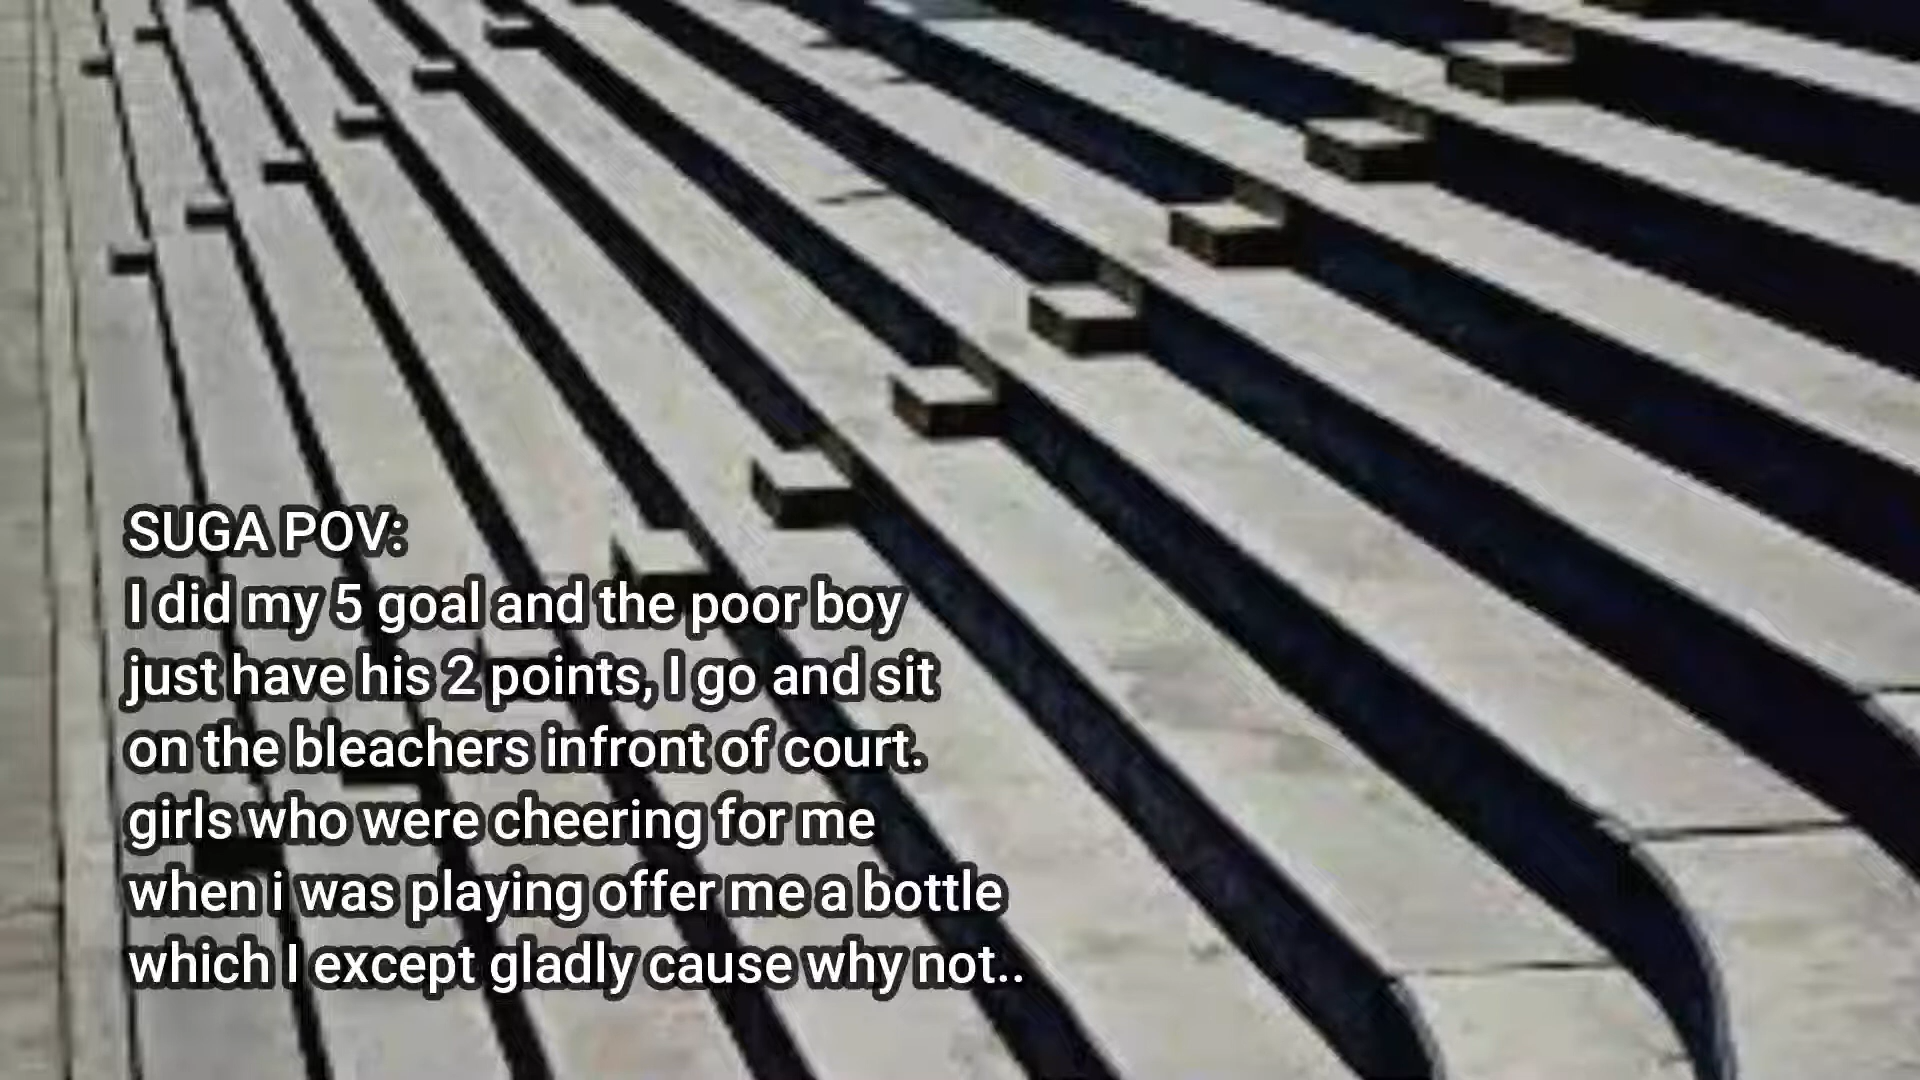 SUGA POV:
I did my 5 goal and the poor boy
just have his 2 points, I go and sit
on the bleachers infront of court.
girls who were cheering for me
when i was playing offer me a bottle
which I except gladly cause why not..